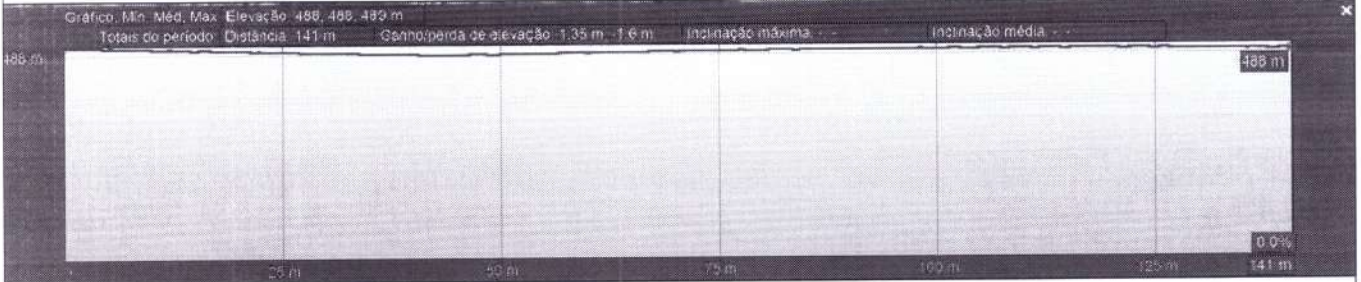 Gráfico, Min. Méd, Max Elevação 488, 488, 489 m
Totais do período: Distância 141 m Ganho/perda de elevação 1,35 m, -1,6 m Inclinação máxima - - Inclinação média - -
488 m
488 m
0.0%
25 m 50 m 75 m 100 m 125 m 141 m